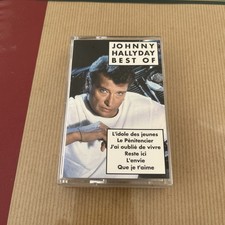 JOHNNY
HALLYDAY
BEST OF
L'idole des jeunes
Le Pénitencier
J'ai oublié de vivre
Reste ici
L'envie
Que je t'aime